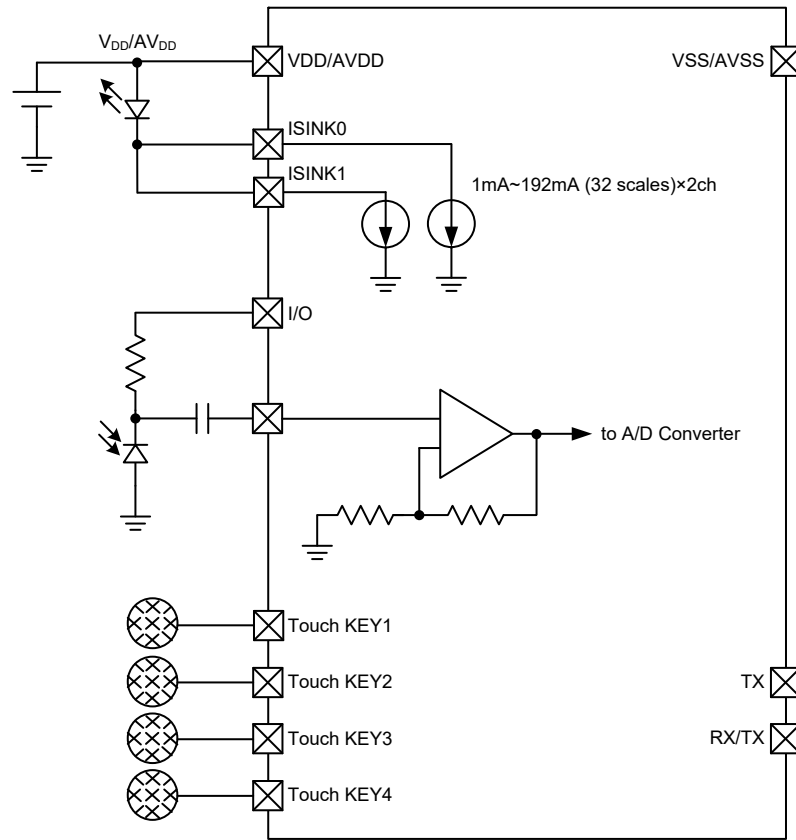 VDD/AVDD
VDD/AVDD
VSS/AVSS
ISINK0
ISINK1
1mA~192mA (32 scales)×2ch
I/O
to A/D Converter
Touch KEY1
Touch KEY2
TX
Touch KEY3
RX/TX
Touch KEY4